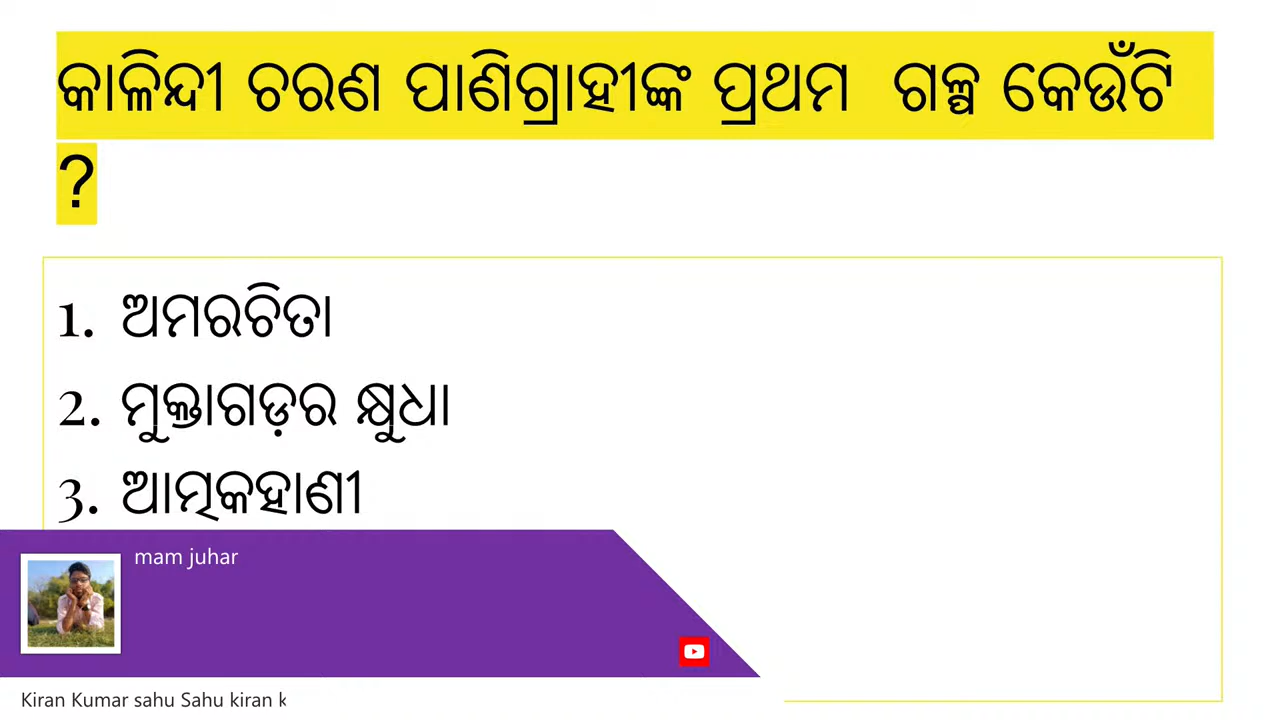 କାଳିନ୍ଦୀ ଚରଣ ପାଣିଗ୍ରାହୀଙ୍କ ପ୍ରଥମ ଗଳ୍ପ କେଉଁଟି
?
1. ଅମରଚିତା
2. ମୁକ୍ତାଗଡ଼ର କ୍ଷୁଧା
3. ଆତ୍ମକହାଣୀ
mam juhar
Kiran Kumar sahu Sahu kiran k